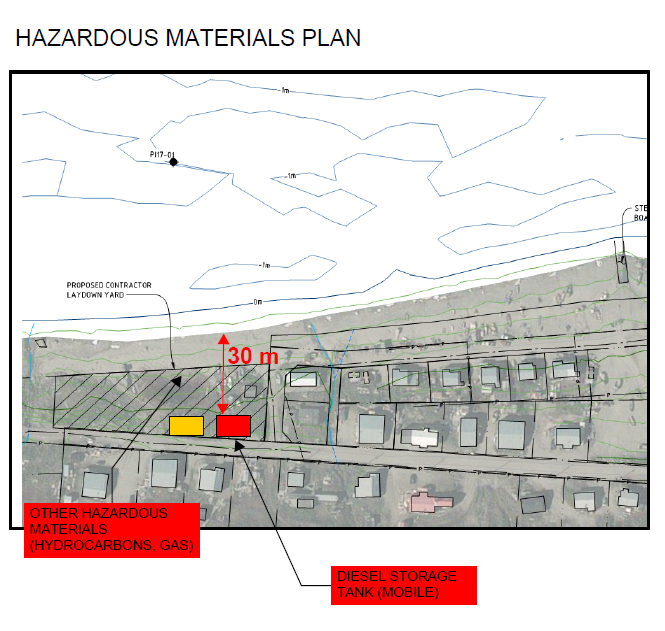 HAZARDOUS MATERIALS PLAN
-1m
PI17-01
-1m
STE
BOA
-1m
PROPOSED CONTRACTOR
LAYDOWN YARD
0m
30 m
OTHER HAZARDOUS
MATERIALS
(HYDROCARBONS, GAS)
DIESEL STORAGE
TANK (MOBILE)